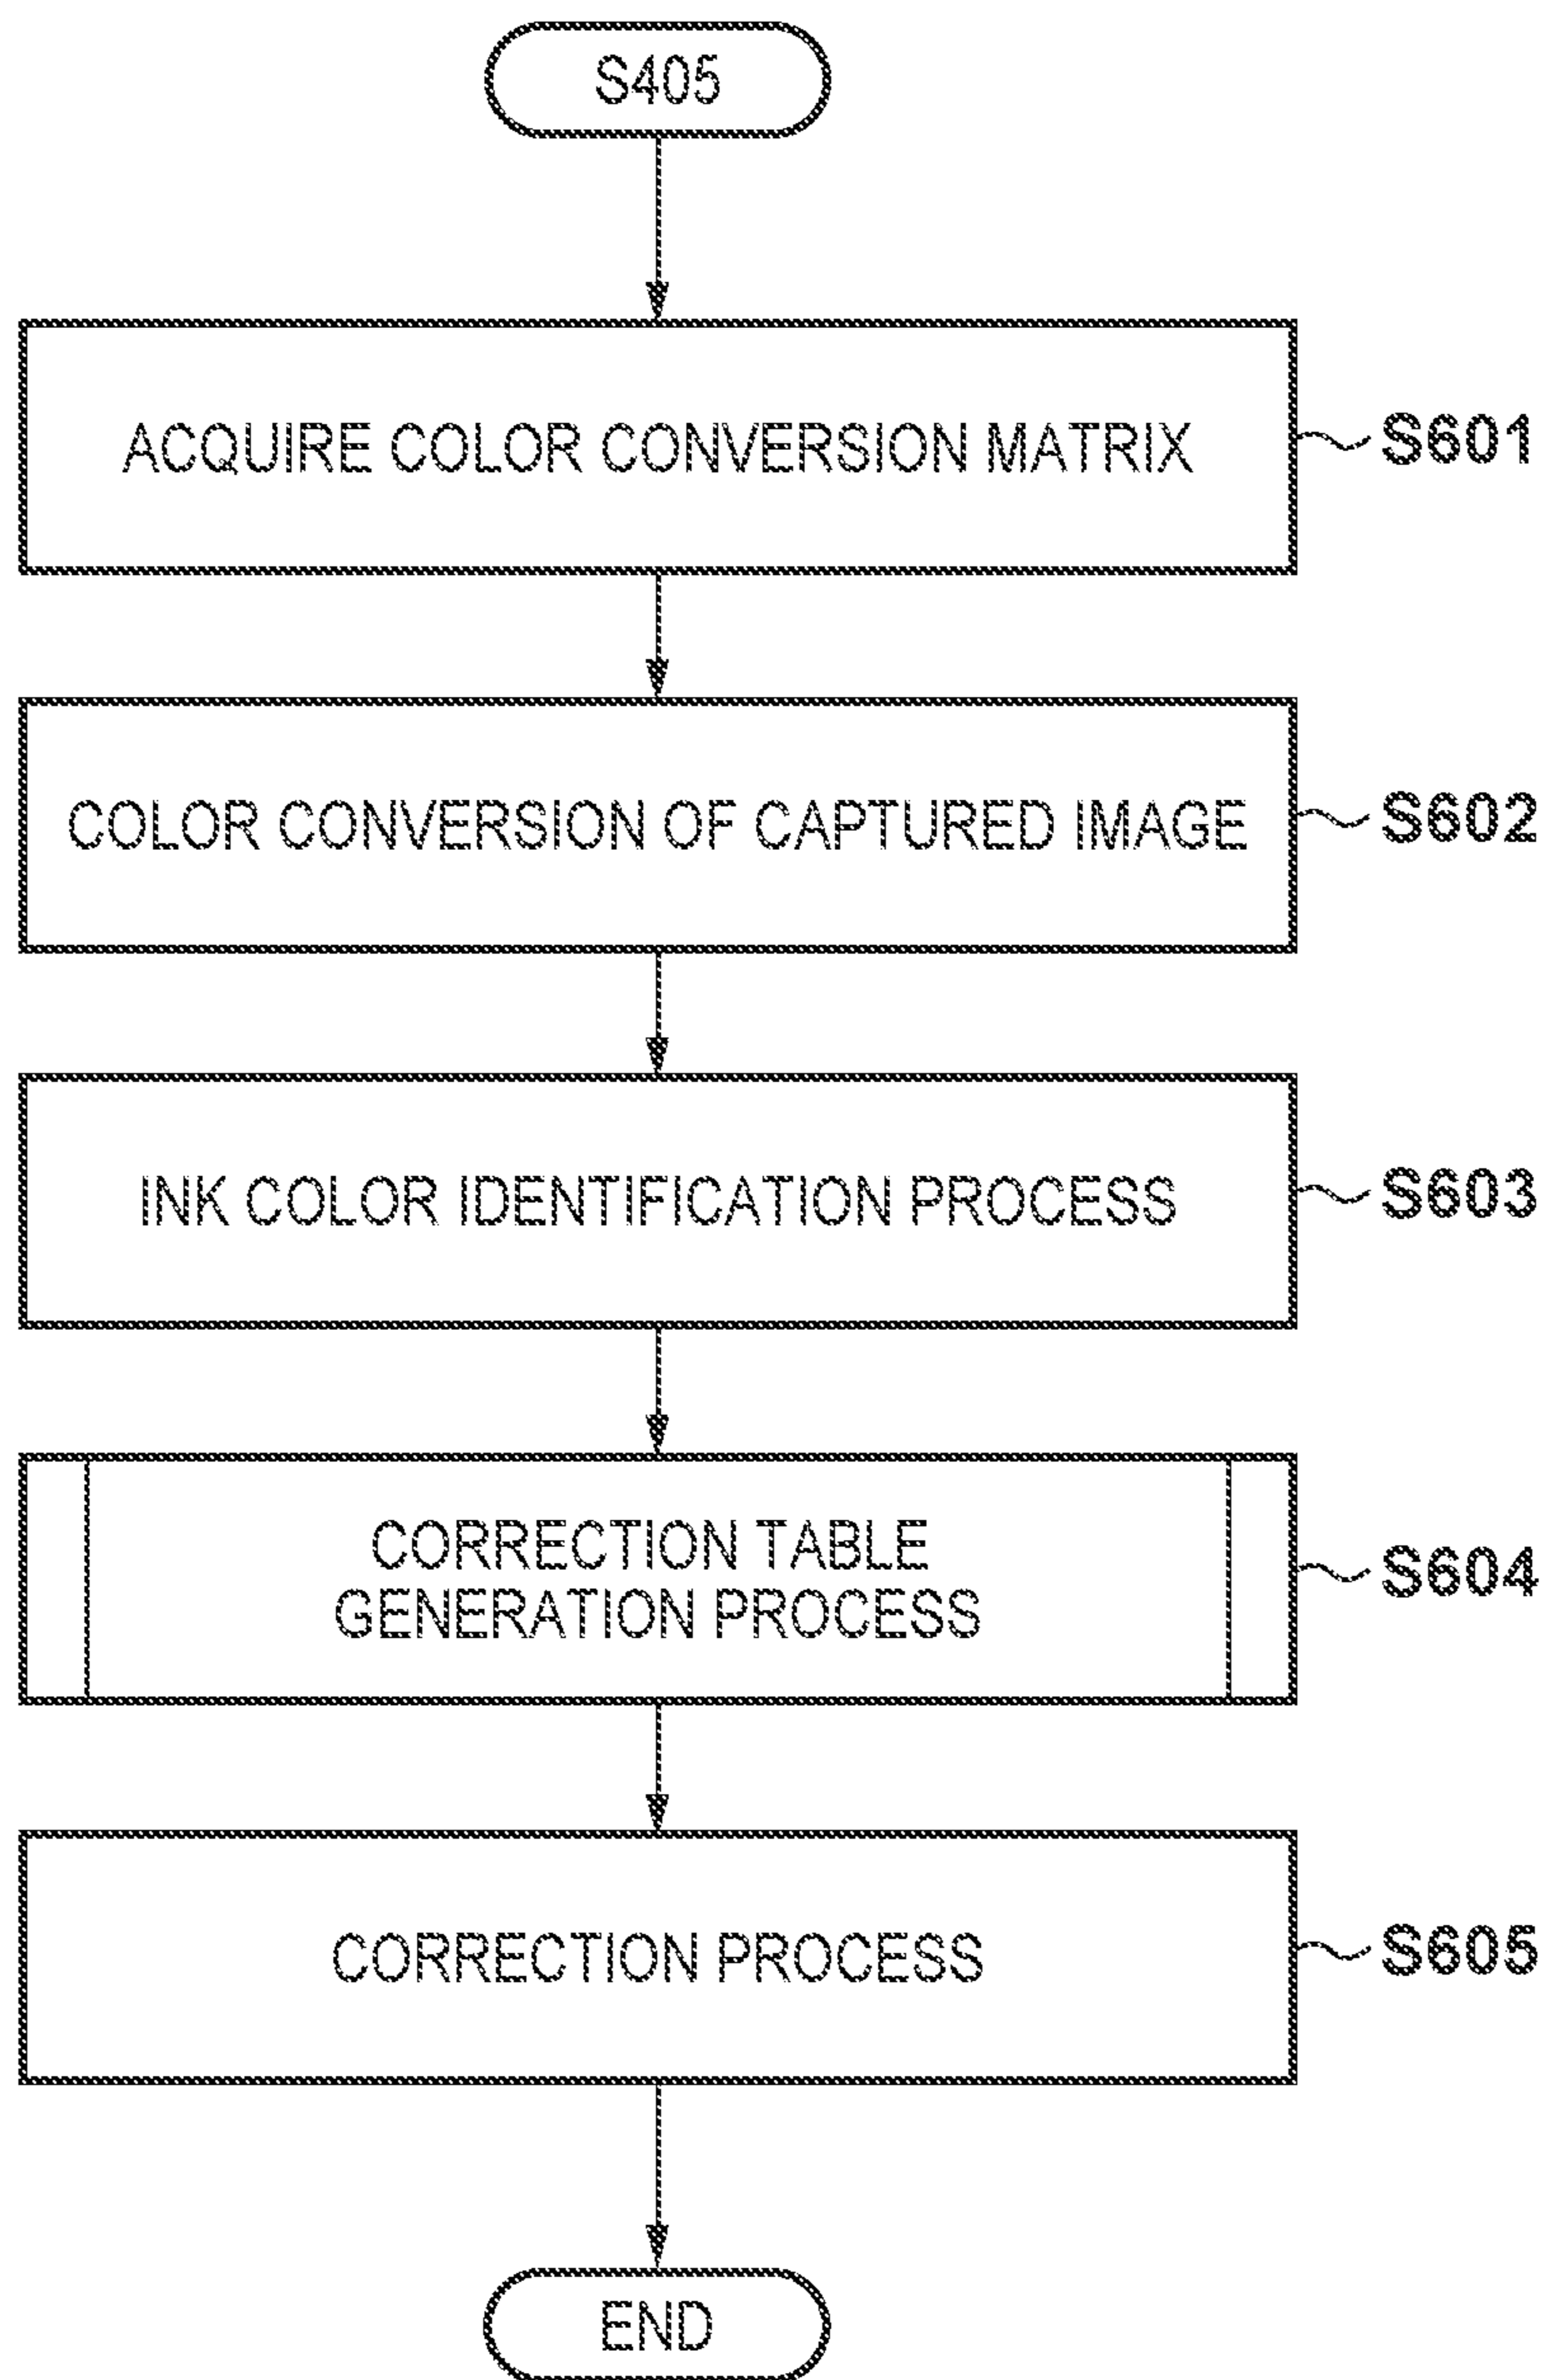 S405
ACQUIRE COLOR CONVERSION MATRIX
S601
COLOR CONVERSION OF CAPTURED IMAGE
S602
INK COLOR IDENTIFICATION PROCESS
S603
CORRECTION TABLE
GENERATION PROCESS
S604
CORRECTION PROCESS
S605
END